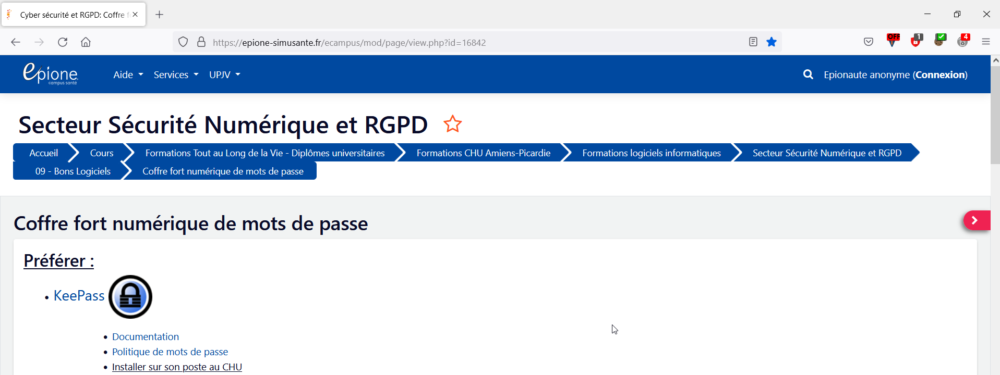 Cyber sécurité et RGPD: Coffre f
OFF 1 4
https://epione-simusante.fr/ecampus/mod/page/view.php?id=16842
epione
campus santé
Aide Services UPJV Epionaute anonyme (Connexion)
Secteur Sécurité Numérique et RGPD
Accueil Cours Formations Tout au Long de la Vie - Diplômes universitaires Formations CHU Amiens-Picardie Formations logiciels informatiques Secteur Sécurité Numérique et RGPD
09 - Bons Logiciels Coffre fort numérique de mots de passe
Coffre fort numérique de mots de passe
Préférer :
• KeePass
• Documentation
• Politique de mots de passe
• Installer sur son poste au CHU